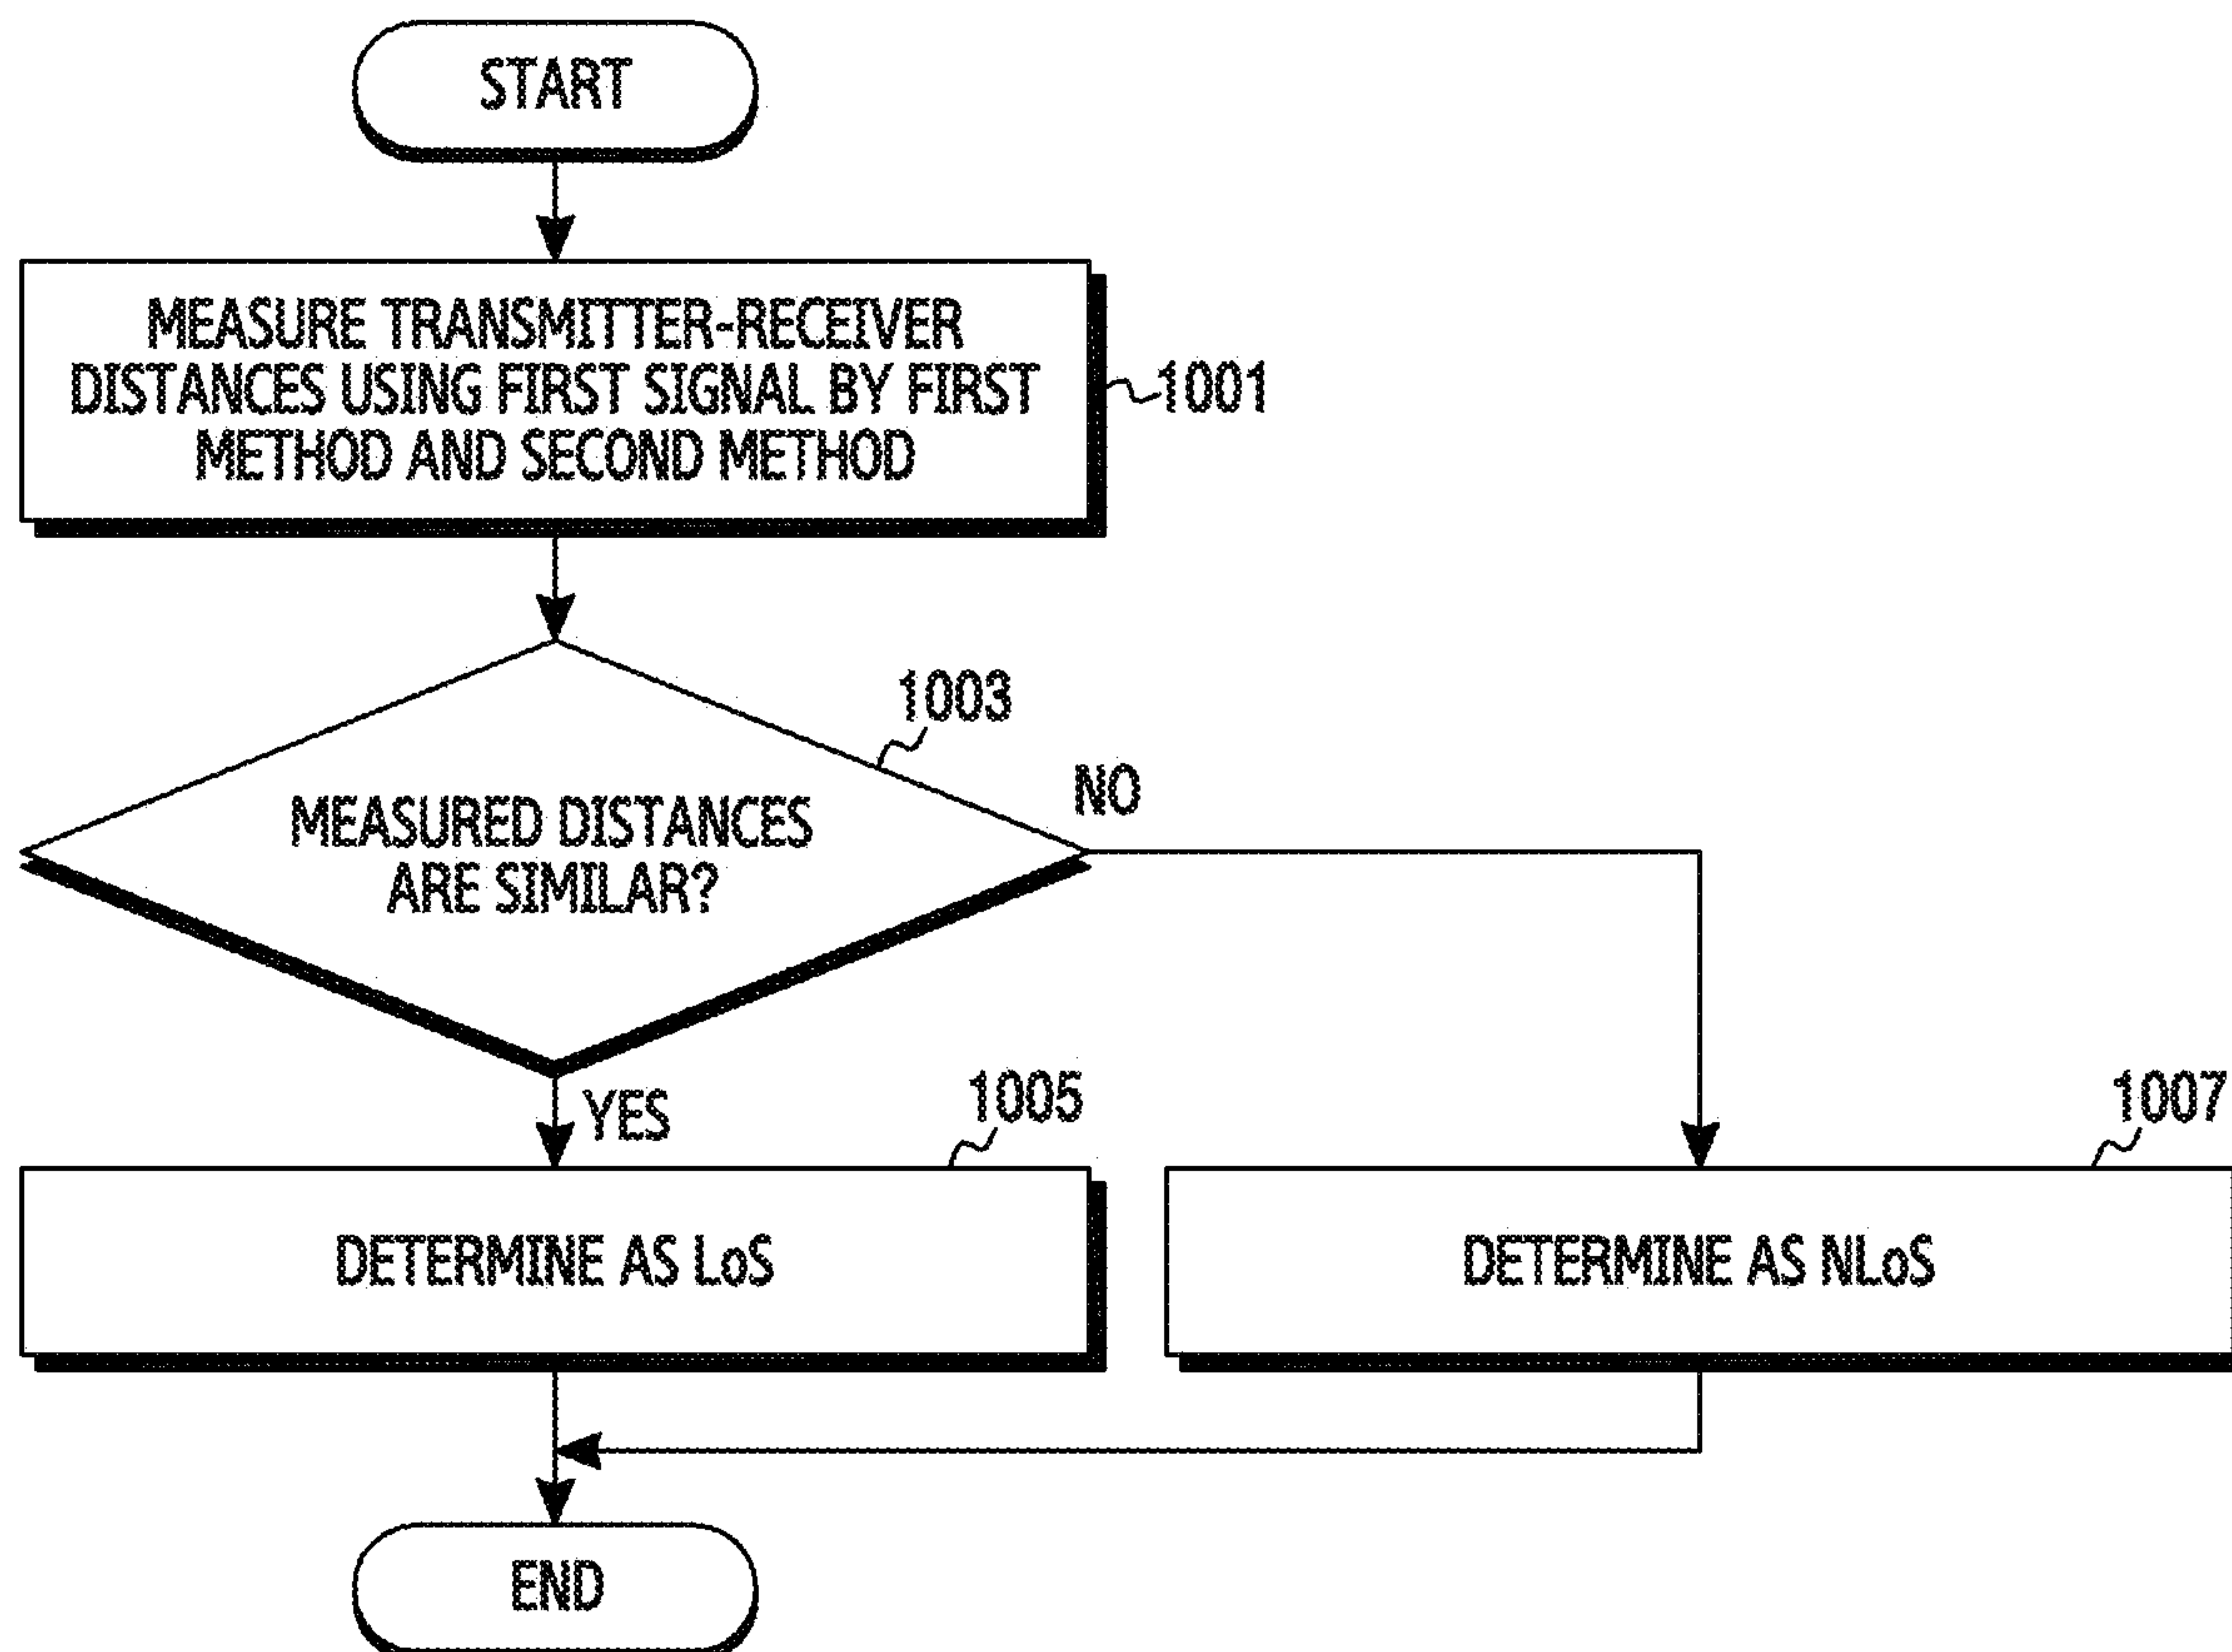 START
MEASURE TRANSMITTER-RECEIVER
DISTANCES USING FIRST SIGNAL BY FIRST
METHOD AND SECOND METHOD
1001
1003
NO
MEASURED DISTANCES
ARE SIMILAR?
YES
1005
1007
DETERMINE AS LoS
DETERMINE AS NLoS
END